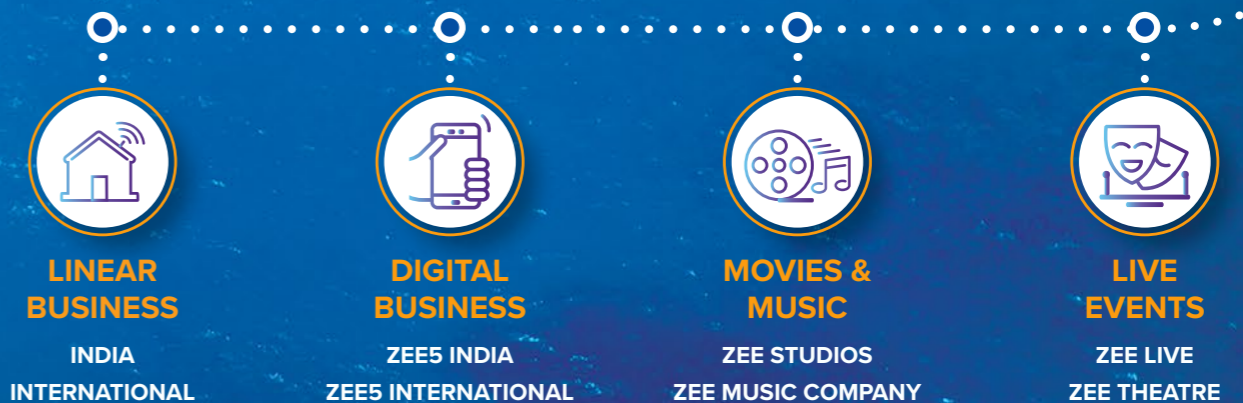 LINEAR
BUSINESS
INDIA
INTERNATIONAL
DIGITAL
BUSINESS
ZEE5 INDIA
ZEE5 INTERNATIONAL
MOVIES &
MUSIC
ZEE STUDIOS
ZEE MUSIC COMPANY
LIVE
EVENTS
ZEE LIVE
ZEE THEATRE